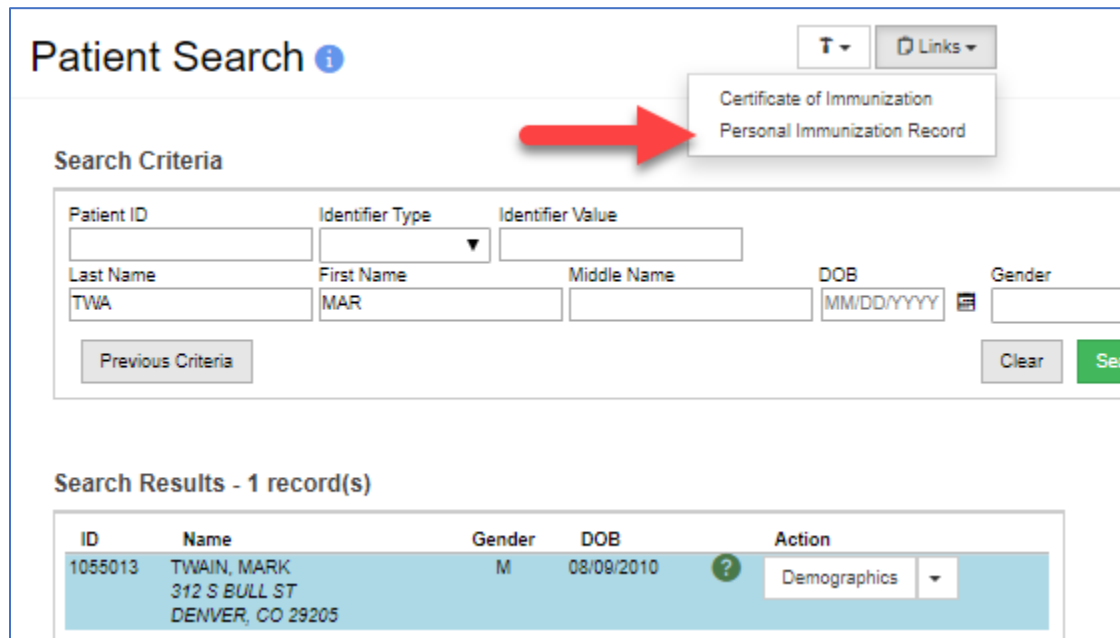 Patient Search
Links
Certificate of Immunization
Personal Immunization Record
Search Criteria
Patient ID Identifier Type Identifier Value
Last Name First Name Middle Name DOB Gender
TWA MAR MM/DD/YYYY
Previous Criteria Clear Se
Search Results - 1 record(s)
ID Name Gender DOB Action
1055013 TWAIN, MARK M 08/09/2010 ? Demographics
312 S BULL ST
DENVER, CO 29205